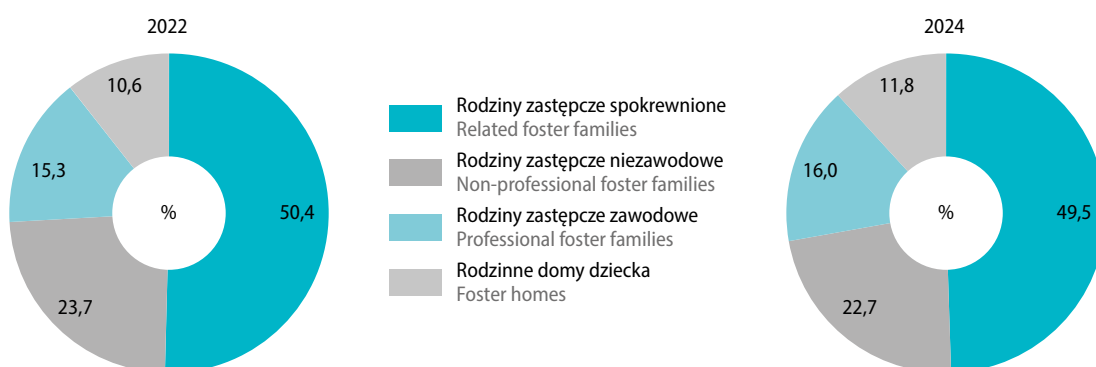 2022
10,6
15,3
%
50,4
23,7
Rodziny zastępcze spokrewnione
Related foster families
Rodziny zastępcze niezawodowe
Non-professional foster families
Rodziny zastępcze zawodowe
Professional foster families
Rodzinne domy dziecka
Foster homes
2024
11,8
16,0
%
49,5
22,7